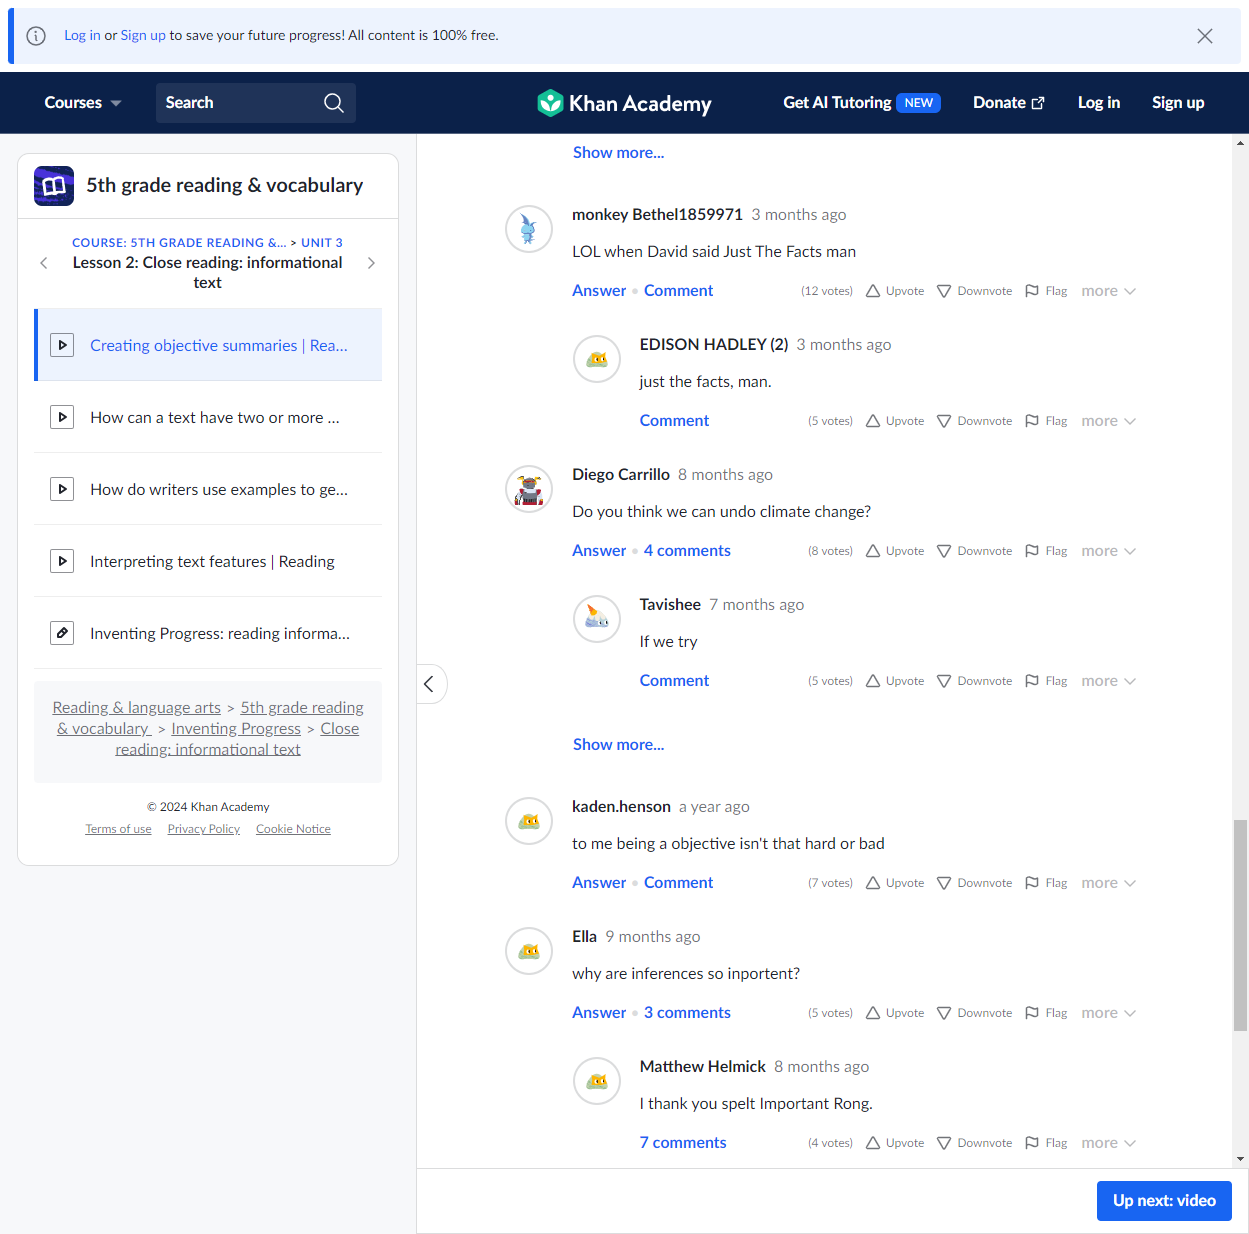 Log in or Sign up to save your future progress! All content is 100% free.
Courses
Search
Khan Academy
Get AI Tutoring NEW
Donate
Log in
Sign up
5th grade reading & vocabulary
COURSE: 5TH GRADE READING &... > UNIT 3
Lesson 2: Close reading: informational
text
Creating objective summaries | Rea...
How can a text have two or more ...
How do writers use examples to ge...
Interpreting text features | Reading
Inventing Progress: reading informa...
Reading & language arts > 5th grade reading
& vocabulary > Inventing Progress > Close
reading: informational text
© 2024 Khan Academy
Terms of use Privacy Policy Cookie Notice
Show more...
monkey Bethel1859971 3 months ago
LOL when David said Just The Facts man
Answer • Comment (12 votes) Upvote Downvote Flag more
EDISON HADLEY (2) 3 months ago
just the facts, man.
Comment (5 votes) Upvote Downvote Flag more
Diego Carrillo 8 months ago
Do you think we can undo climate change?
Answer • 4 comments (8 votes) Upvote Downvote Flag more
Tavishee 7 months ago
If we try
Comment (5 votes) Upvote Downvote Flag more
Show more...
kaden.henson a year ago
to me being a objective isn't that hard or bad
Answer • Comment (7 votes) Upvote Downvote Flag more
Ella 9 months ago
why are inferences so inportent?
Answer • 3 comments (5 votes) Upvote Downvote Flag more
Matthew Helmick 8 months ago
I thank you spelt Important Rong.
7 comments (4 votes) Upvote Downvote Flag more
Up next: video